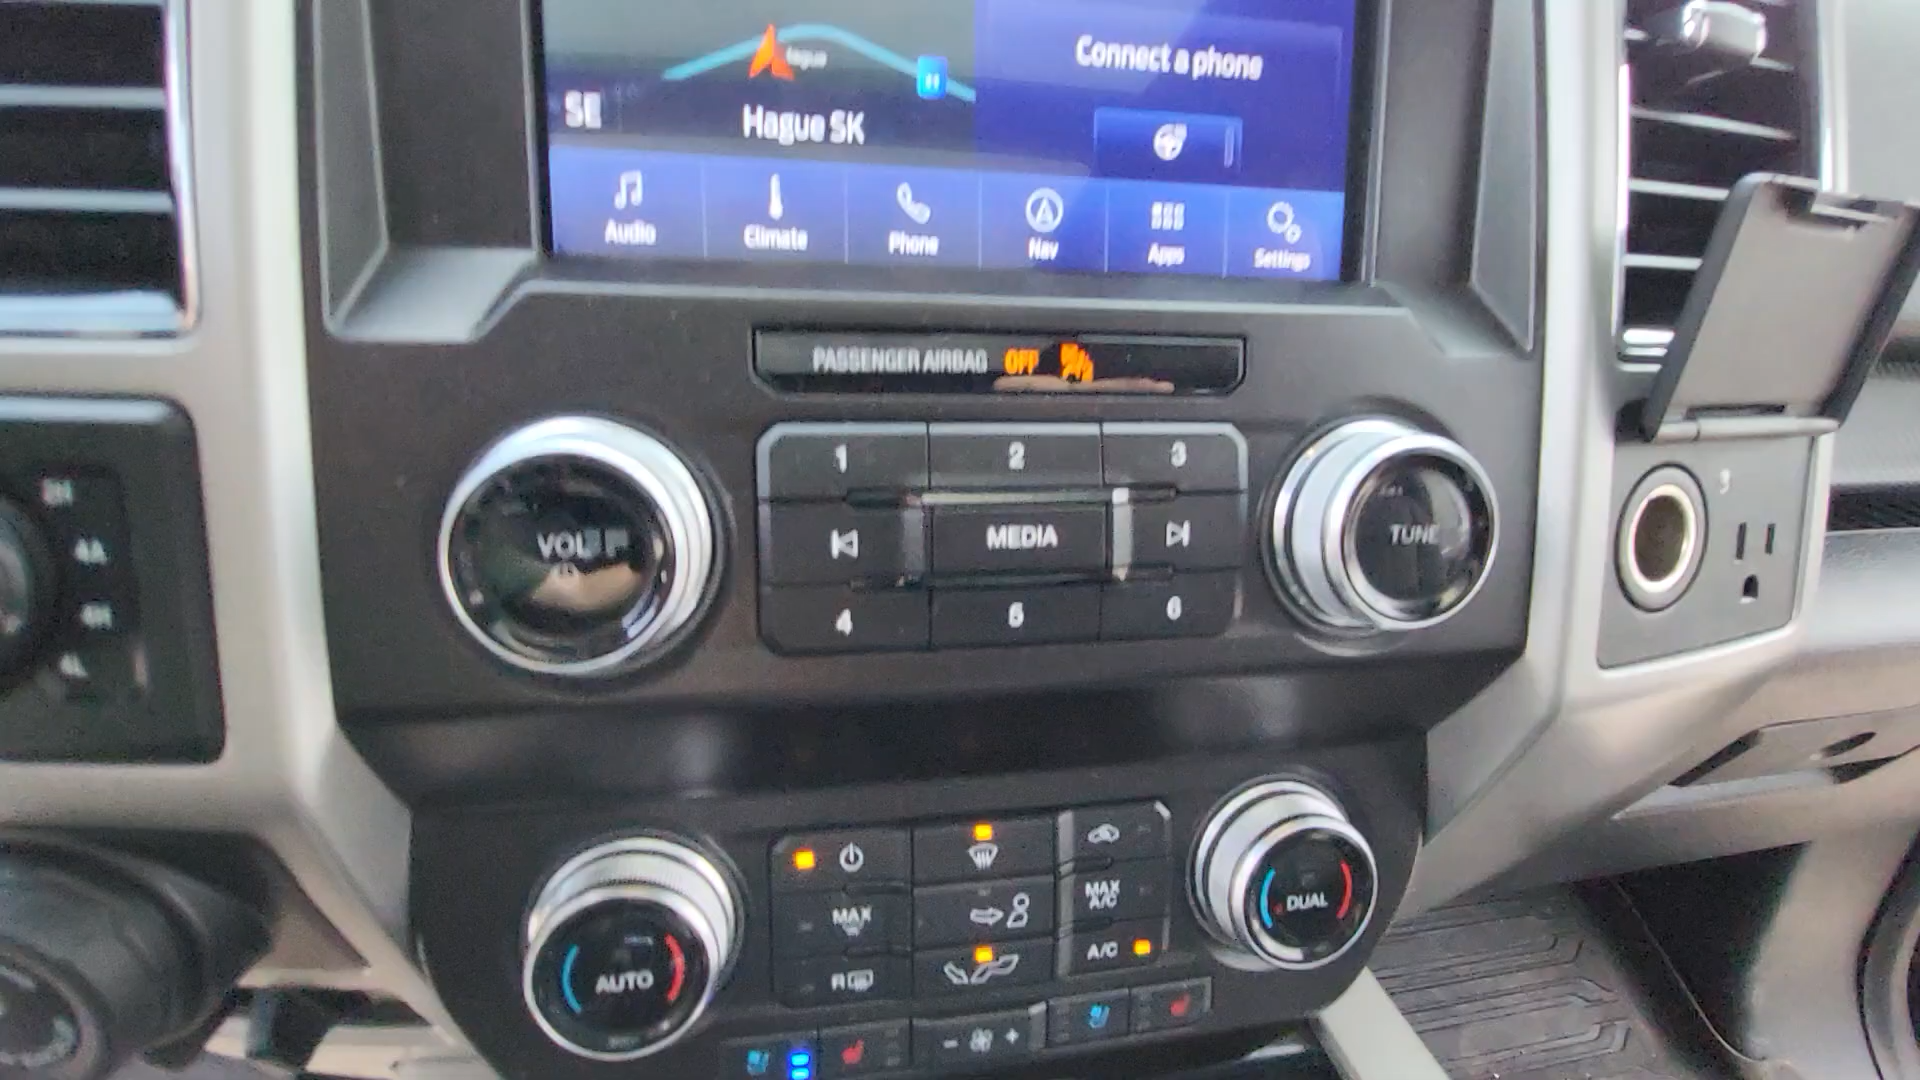 Connect a phone
SE
Hague SK
Audio
Climate
Phone
Nav
Apps
Settings
PASSENGER AIRBAG OFF
1
2
3
VOL
MEDIA
TUNE
4
5
6
4A
4H
4L
MAX
A/C
MAX
DUAL
AUTO
R
A/C
- +